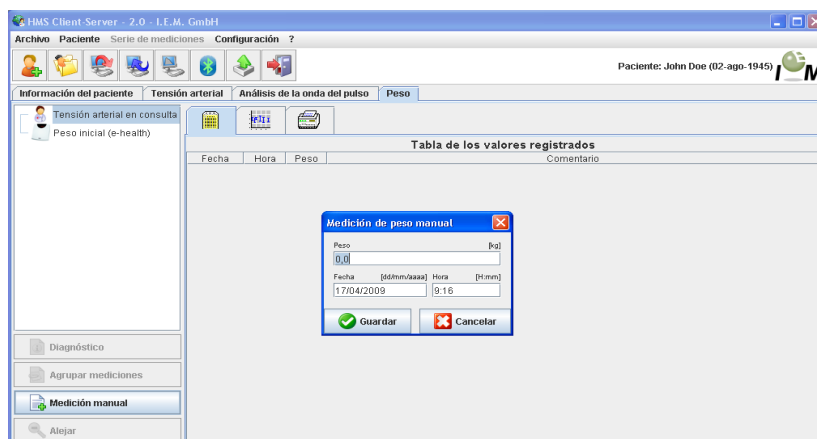 HMS Client-Server - 2.0 - I.E.M. GmbH
Archivo Paciente Serie de mediciones Configuración ?
Paciente: John Doe (02-ago-1945)
Información del paciente Tensión arterial Análisis de la onda del pulso Peso
Tensión arterial en consulta
Peso inicial (e-health)
Tabla de los valores registrados
Fecha Hora Peso Comentario
Medición de peso manual
Peso [kg]
0,0
Fecha [dd/mm/aaaa] Hora [H:mm]
17/04/2009 9:16
Guardar Cancelar
Diagnóstico
Agrupar mediciones
Medición manual
Alejar